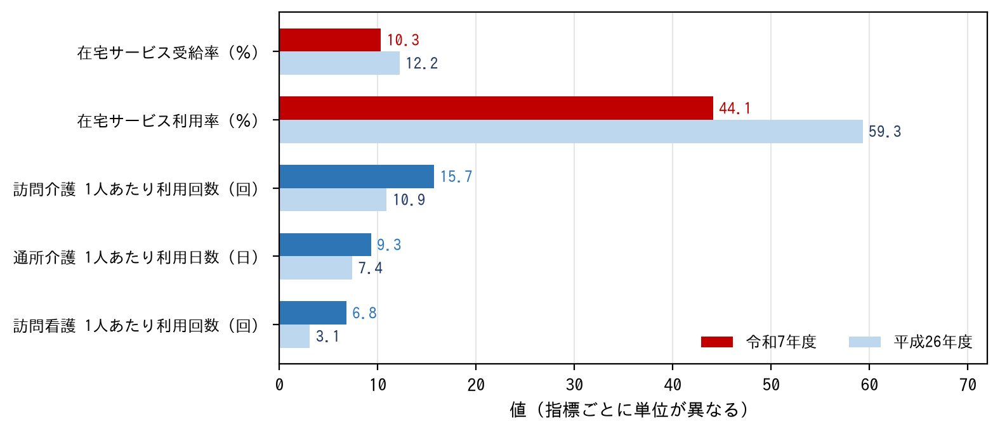 在宅サービス受給率（%）
10.3
12.2
在宅サービス利用率（%）
44.1
59.3
訪問介護 1人あたり利用回数（回）
15.7
10.9
通所介護 1人あたり利用日数（日）
9.3
7.4
訪問看護 1人あたり利用回数（回）
6.8
3.1
令和7年度 平成26年度
0 10 20 30 40 50 60 70
値（指標ごとに単位が異なる）